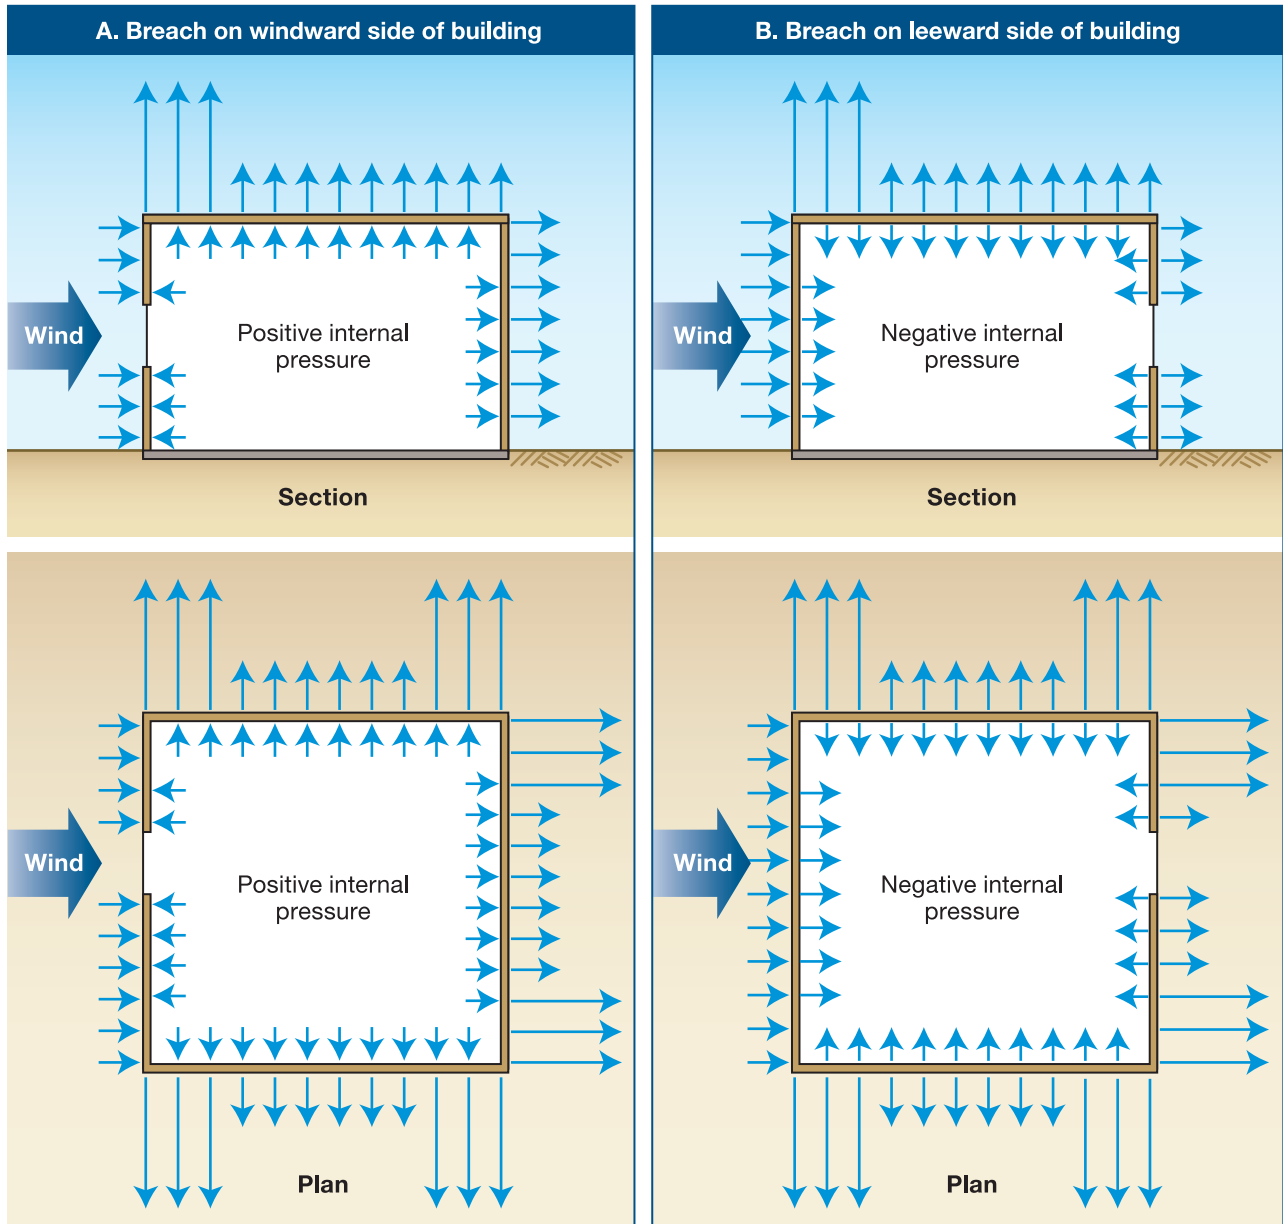 A. Breach on windward side of building
Wind
Positive internal
pressure
Section
Wind
Positive internal
pressure
Plan
B. Breach on leeward side of building
Wind
Negative internal
pressure
Section
Wind
Negative internal
pressure
Plan